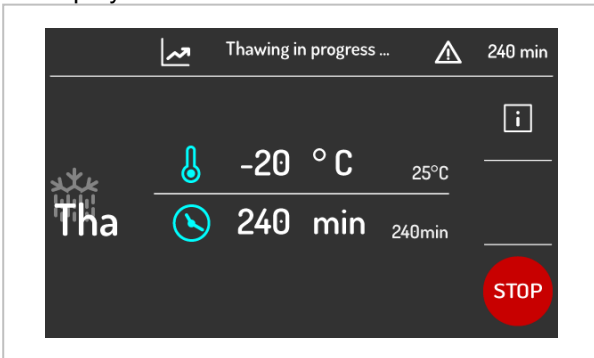 Thawing in progress ... 240 min
i
-20 °C 25°C
Tha
240 min 240min
STOP